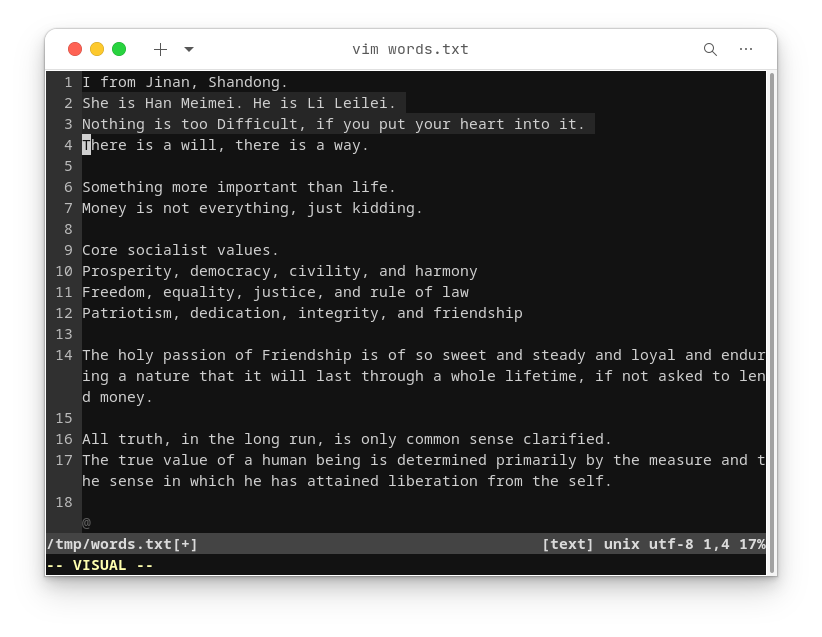 vim words.txt
1 I from Jinan, Shandong.
2 She is Han Meimei. He is Li Leilei.
3 Nothing is too Difficult, if you put your heart into it.
4 There is a will, there is a way.
5
6 Something more important than life.
7 Money is not everything, just kidding.
8
9 Core socialist values.
10 Prosperity, democracy, civility, and harmony
11 Freedom, equality, justice, and rule of law
12 Patriotism, dedication, integrity, and friendship
13
14 The holy passion of Friendship is of so sweet and steady and loyal and endur
ing a nature that it will last through a whole lifetime, if not asked to len
d money.
15
16 All truth, in the long run, is only common sense clarified.
17 The true value of a human being is determined primarily by the measure and t
he sense in which he has attained liberation from the self.
18
@
/tmp/words.txt[+] [text] unix utf-8 1,4 17%
-- VISUAL --